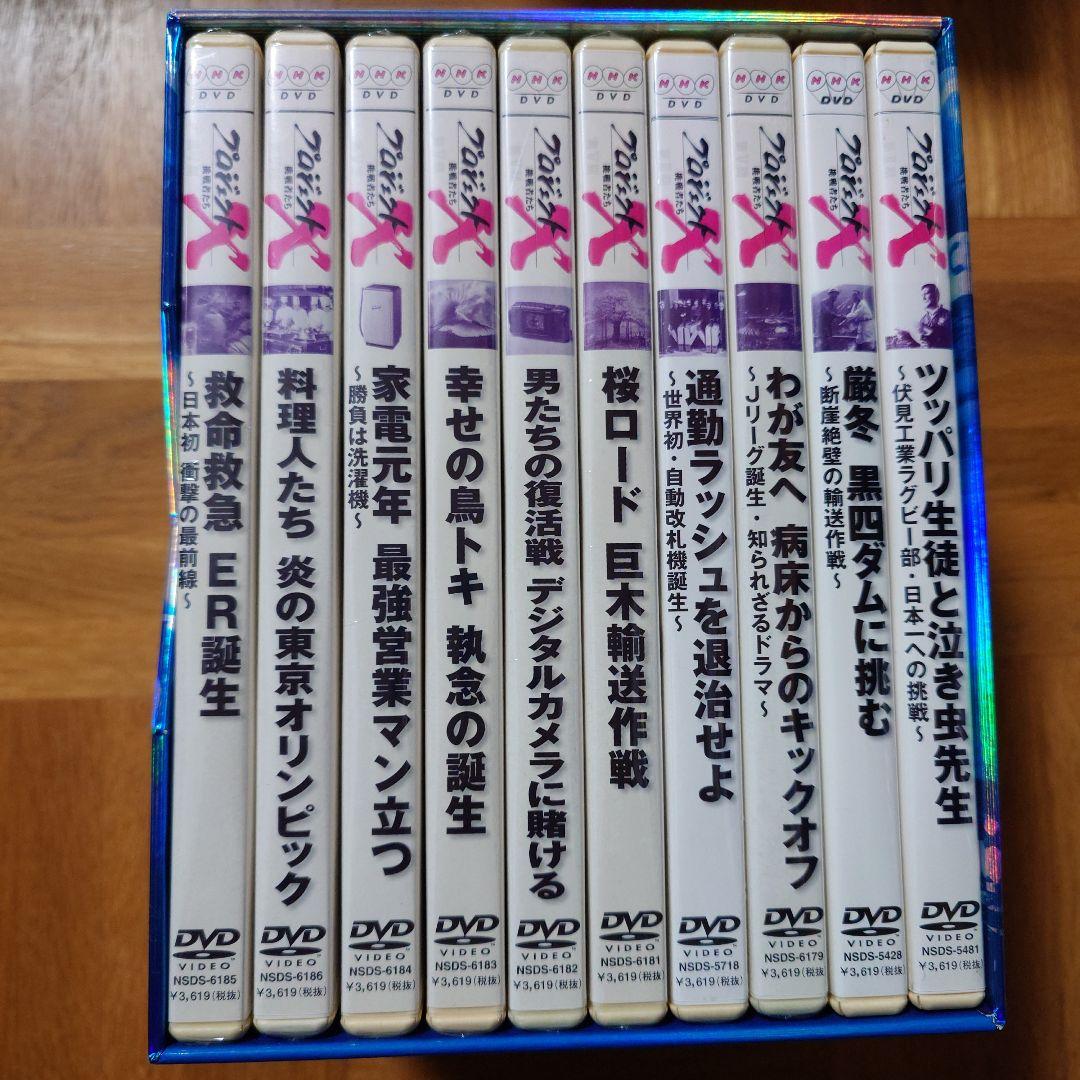 NHK
DVD
プロジェクトX
挑戦者たち
救命救急 ER誕生
～日本初 衝撃の最前線～
DVD
VIDEO
NSDS-6185
￥3,619(税抜)
NHK
DVD
プロジェクトX
挑戦者たち
料理人たち 炎の東京オリンピック
DVD
VIDEO
NSDS-6186
￥3,619(税抜)
NHK
DVD
プロジェクトX
挑戦者たち
家電元年 最強営業マン立つ
～勝負は洗濯機～
DVD
VIDEO
NSDS-6184
￥3,619(税抜)
NHK
DVD
プロジェクトX
挑戦者たち
幸せの鳥トキ 執念の誕生
DVD
VIDEO
NSDS-6183
￥3,619(税抜)
NHK
DVD
プロジェクトX
挑戦者たち
男たちの復活戦 デジタルカメラに賭ける
DVD
VIDEO
NSDS-6182
￥3,619(税抜)
NHK
DVD
プロジェクトX
挑戦者たち
桜ロード 巨木輸送作戦
DVD
VIDEO
NSDS-6181
￥3,619(税抜)
NHK
DVD
プロジェクトX
挑戦者たち
通勤ラッシュを退治せよ
～世界初・自動改札機誕生～
DVD
VIDEO
NSDS-5718
￥3,619(税抜)
NHK
DVD
プロジェクトX
挑戦者たち
わが友へ 病床からのキックオフ
～Jリーグ誕生・知られざるドラマ～
DVD
VIDEO
NSDS-6179
￥3,619(税抜)
NHK
DVD
プロジェクトX
挑戦者たち
厳冬 黒四ダムに挑む
～断崖絶壁の輸送作戦～
DVD
VIDEO
NSDS-5428
￥3,619(税抜)
NHK
DVD
プロジェクトX
挑戦者たち
ツッパリ生徒と泣き虫先生
～伏見工業ラグビー部・日本一への挑戦～
DVD
VIDEO
NSDS-5481
￥3,619(税抜)